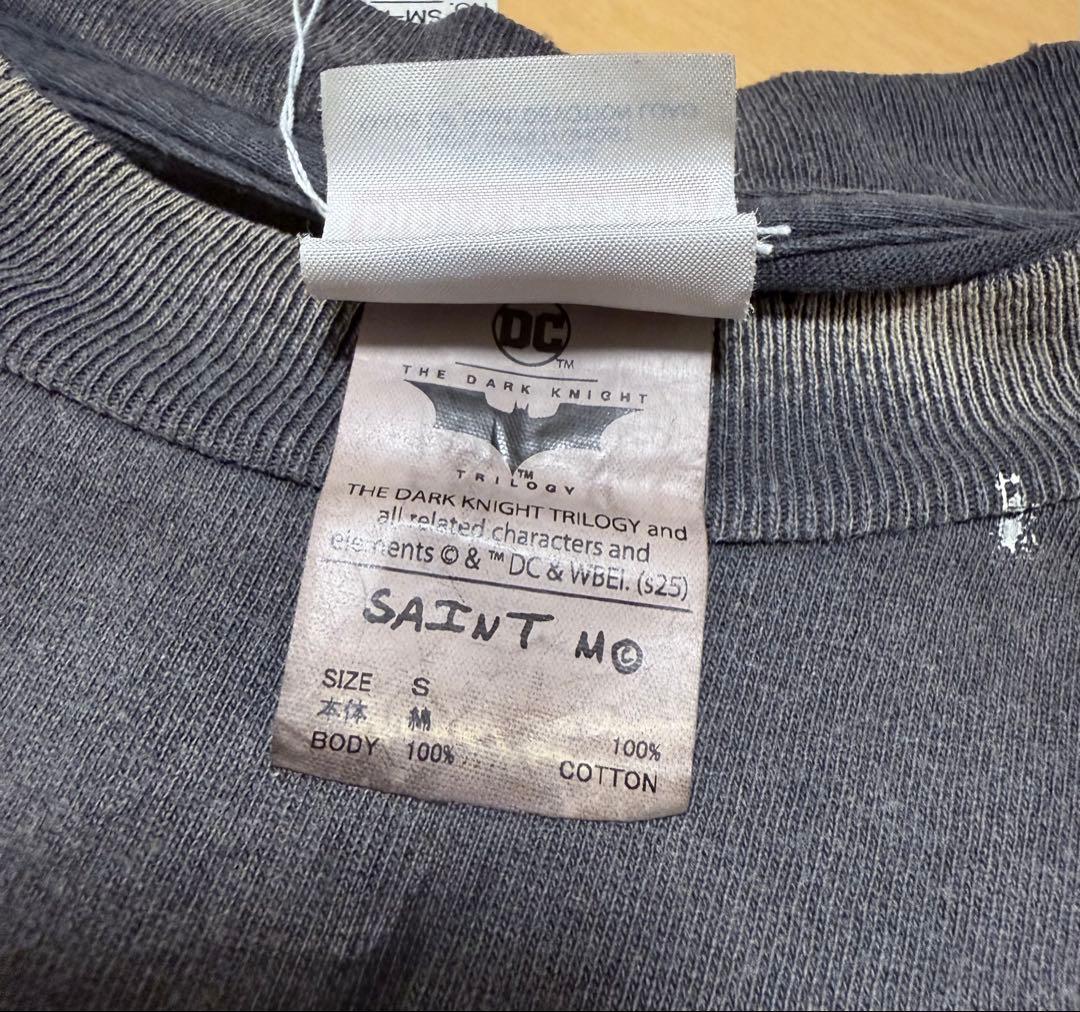 DC
TM
THE DARK KNIGHT
TM
TRILOGY
THE DARK KNIGHT TRILOGY and
all related characters and
elements © & ™ DC & WBEI. (s25)
SAINT M©
SIZE S
本体 綿
BODY 100% 100%
COTTON